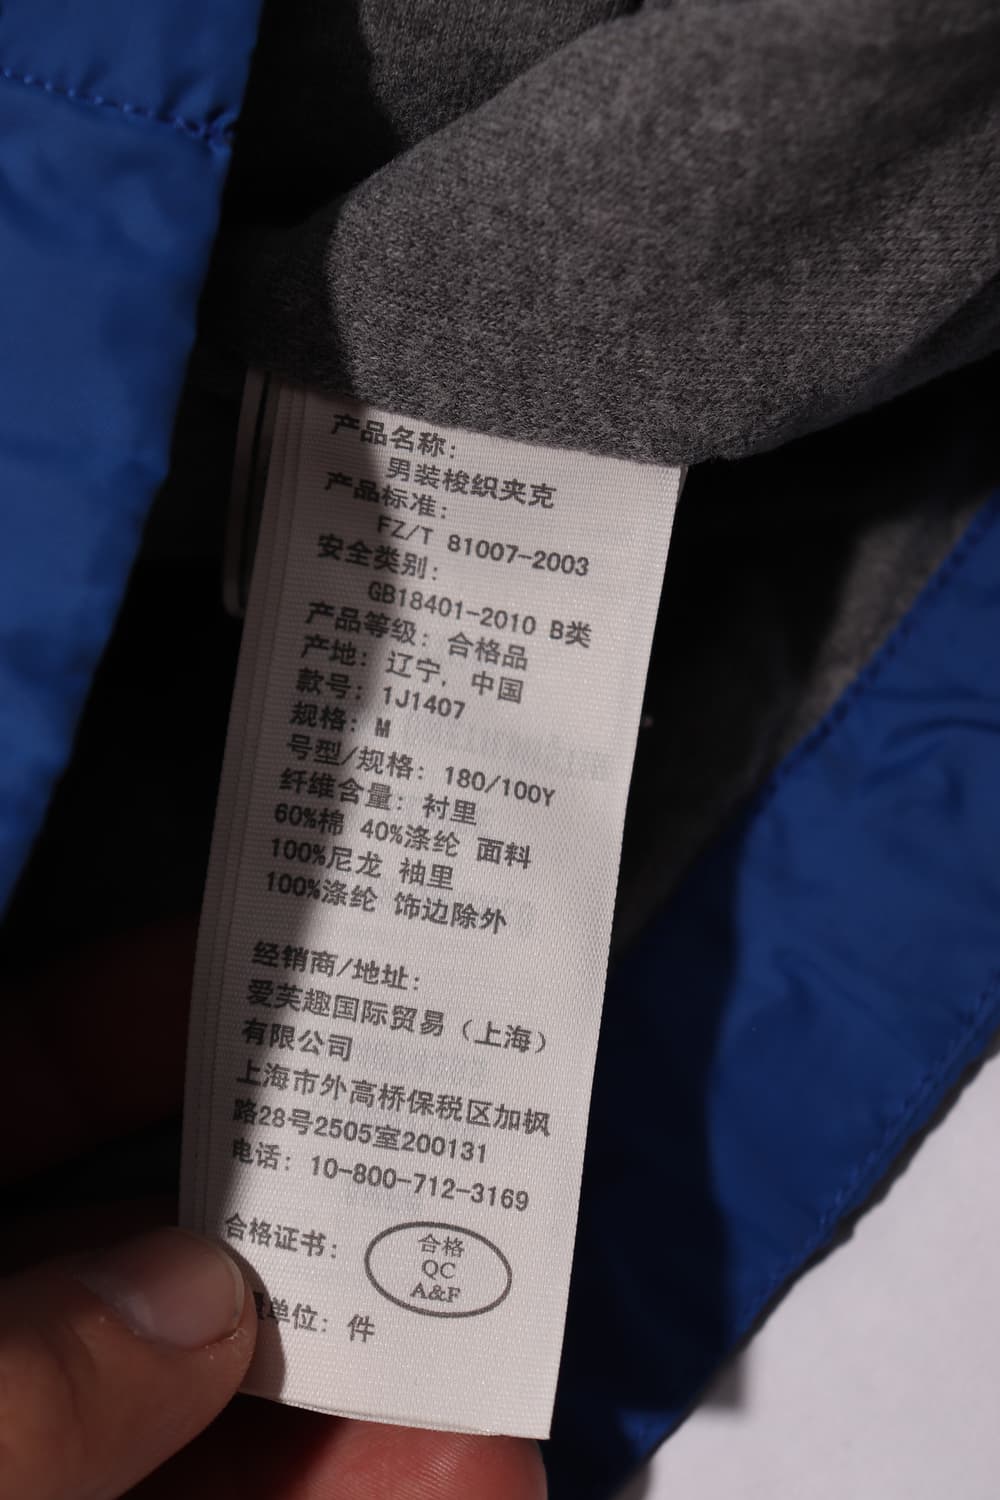 产品名称:
男装梭织夹克
产品标准:
FZ/T 81007-2003
安全类别:
GB18401-2010 B类
产品等级: 合格品
产地: 辽宁, 中国
款号: 1J1407
规格: M
号型/规格: 180/100Y
纤维含量: 衬里
60%棉 40%涤纶 面料
100%尼龙 袖里
100%涤纶 饰边除外
经销商/地址:
爱芙趣国际贸易（上海）
有限公司
上海市外高桥保税区加枫
路28号2505室200131
电话: 10-800-712-3169
合格证书:
合格
QC
A&F
单位: 件